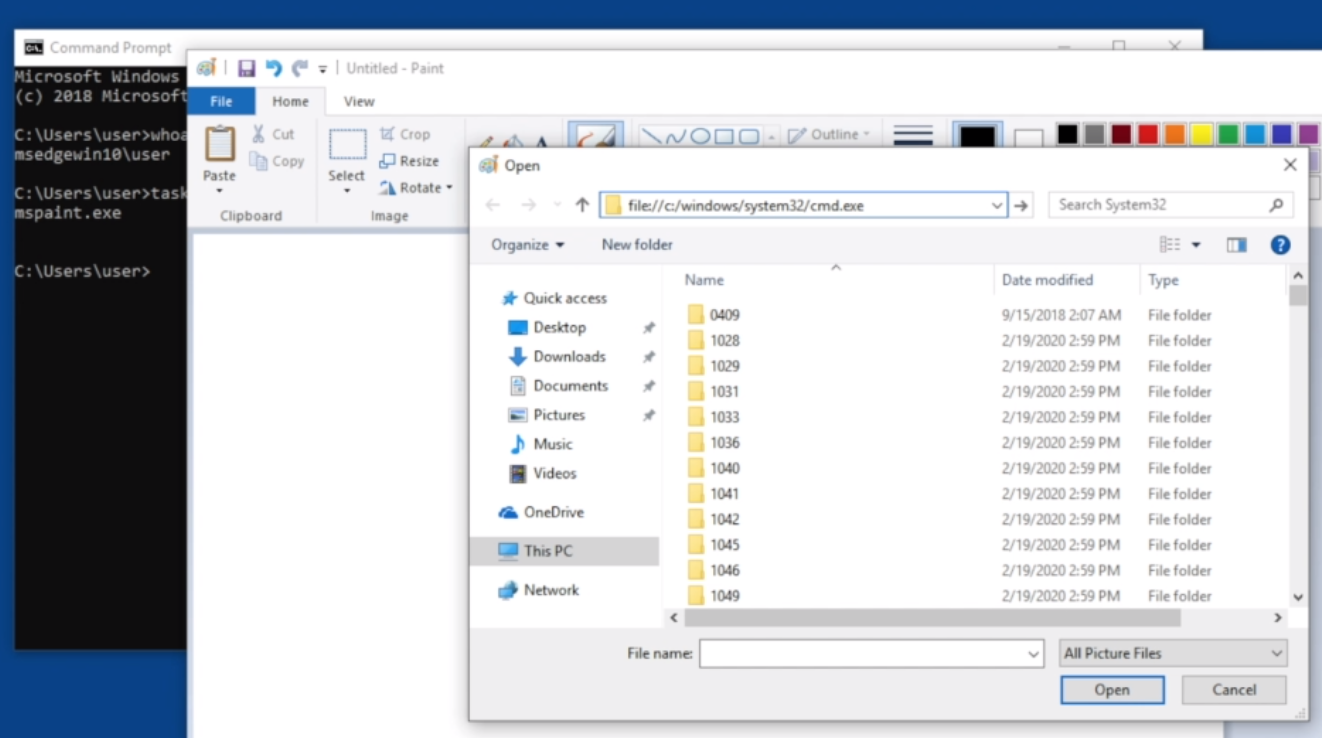 Command Prompt
Microsoft Windows
(c) 2018 Microsoft
C:\Users\user>whoa
msedgewin10\user
C:\Users\user>task
mspaint.exe
C:\Users\user>
Untitled - Paint
File Home View
Paste
Cut
Copy
Clipboard
Select
Crop
Resize
Rotate
Image
Outline
Open
file://c:/windows/system32/cmd.exe
Search System32
Organize New folder
Quick access
Desktop
Downloads
Documents
Pictures
Music
Videos
OneDrive
This PC
Network
Name Date modified Type
0409 9/15/2018 2:07 AM File folder
1028 2/19/2020 2:59 PM File folder
1029 2/19/2020 2:59 PM File folder
1031 2/19/2020 2:59 PM File folder
1033 2/19/2020 2:59 PM File folder
1036 2/19/2020 2:59 PM File folder
1040 2/19/2020 2:59 PM File folder
1041 2/19/2020 2:59 PM File folder
1042 2/19/2020 2:59 PM File folder
1045 2/19/2020 2:59 PM File folder
1046 2/19/2020 2:59 PM File folder
1049 2/19/2020 2:59 PM File folder
File name: All Picture Files
Open Cancel